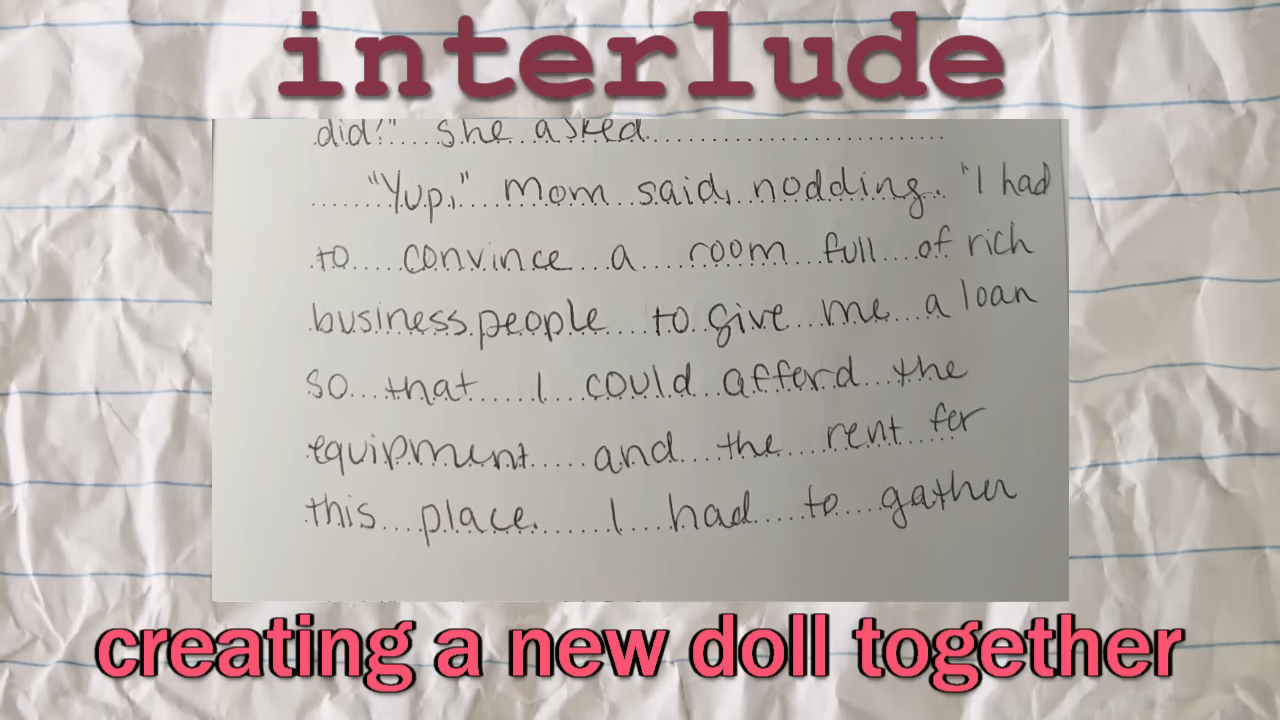 interlude
did?" she asked.
"Yup," Mom said, nodding. "I had
to convince a room full of rich
businesspeople to give me a loan
so that I could afford the
equipment and the rent for
this place. I had to gather
creating a new doll together